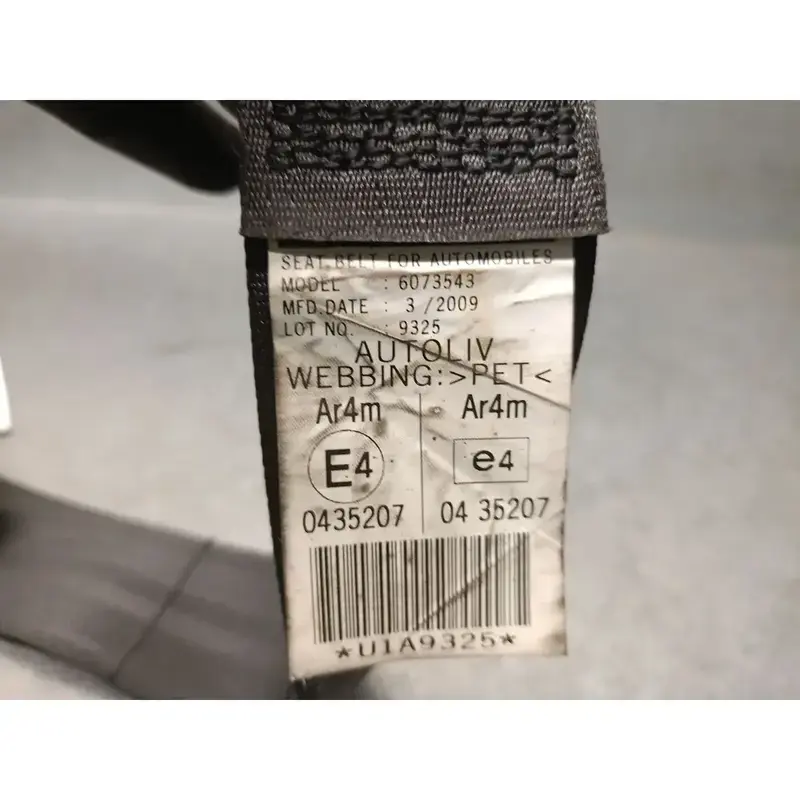 SEAT BELT FOR AUTOMOBILES
MODEL : 6073543
MFD.DATE : 3 /2009
LOT NO. : 9325
AUTOLIV
WEBBING:>PET<
Ar4m Ar4m
E4 e4
0435207 04 35207
*U1A9325*